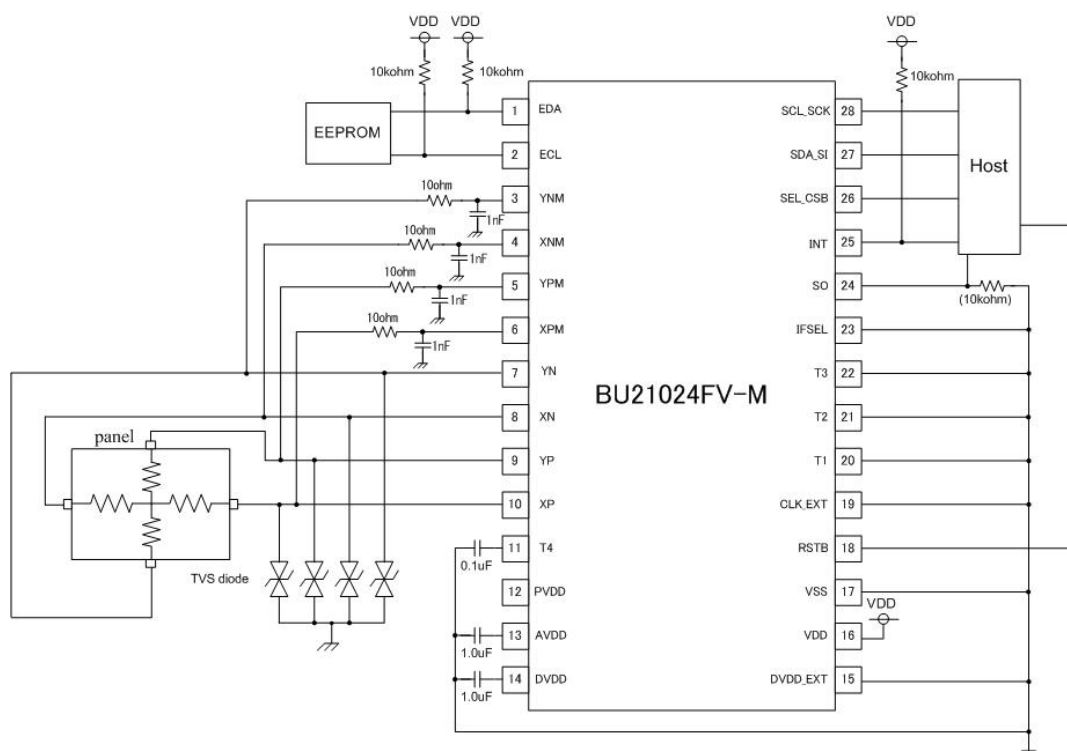 VDD
VDD
VDD
10kohm
10kohm
10kohm
EEPROM
1
EDA
SCL_SCK
28
2
ECL
SDA_SI
27
Host
10ohm
3
YNM
SEL_CSB
26
1nF
10ohm
4
XNM
INT
25
1nF
10ohm
5
YPM
SO
24
(10kohm)
1nF
10ohm
6
XPM
IFSEL
23
1nF
7
YN
T3
22
BU21024FV-M
8
XN
T2
21
panel
9
YP
T1
20
10
XP
CLK_EXT
19
11
T4
RSTB
18
0.1uF
TVS diode
12
PVDD
VSS
17
VDD
13
AVDD
VDD
16
1.0uF
14
DVDD
DVDD_EXT
15
1.0uF